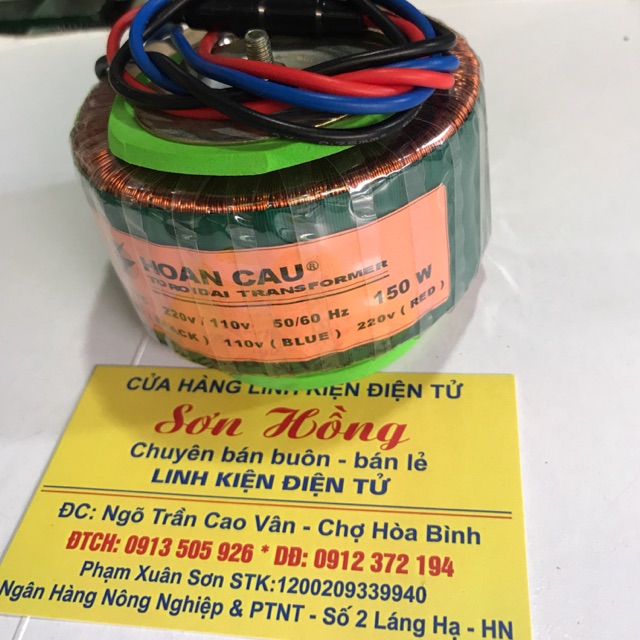 HOAN CAU®
TOROIDAL TRANSFORMER
220v / 110v 50/60 Hz 150 W
110v ( BLUE ) 220v ( RED )
CỬA HÀNG LINH KIỆN ĐIỆN TỬ
Sơn Hồng
Chuyên bán buôn - bán lẻ
LINH KIỆN ĐIỆN TỬ
ĐC: Ngõ Trần Cao Vân - Chợ Hòa Bình
ĐTCH: 0913 505 926 * DĐ: 0912 372 194
Phạm Xuân Sơn STK:1200209339940
Ngân Hàng Nông Nghiệp & PTNT - Số 2 Láng Hạ - HN